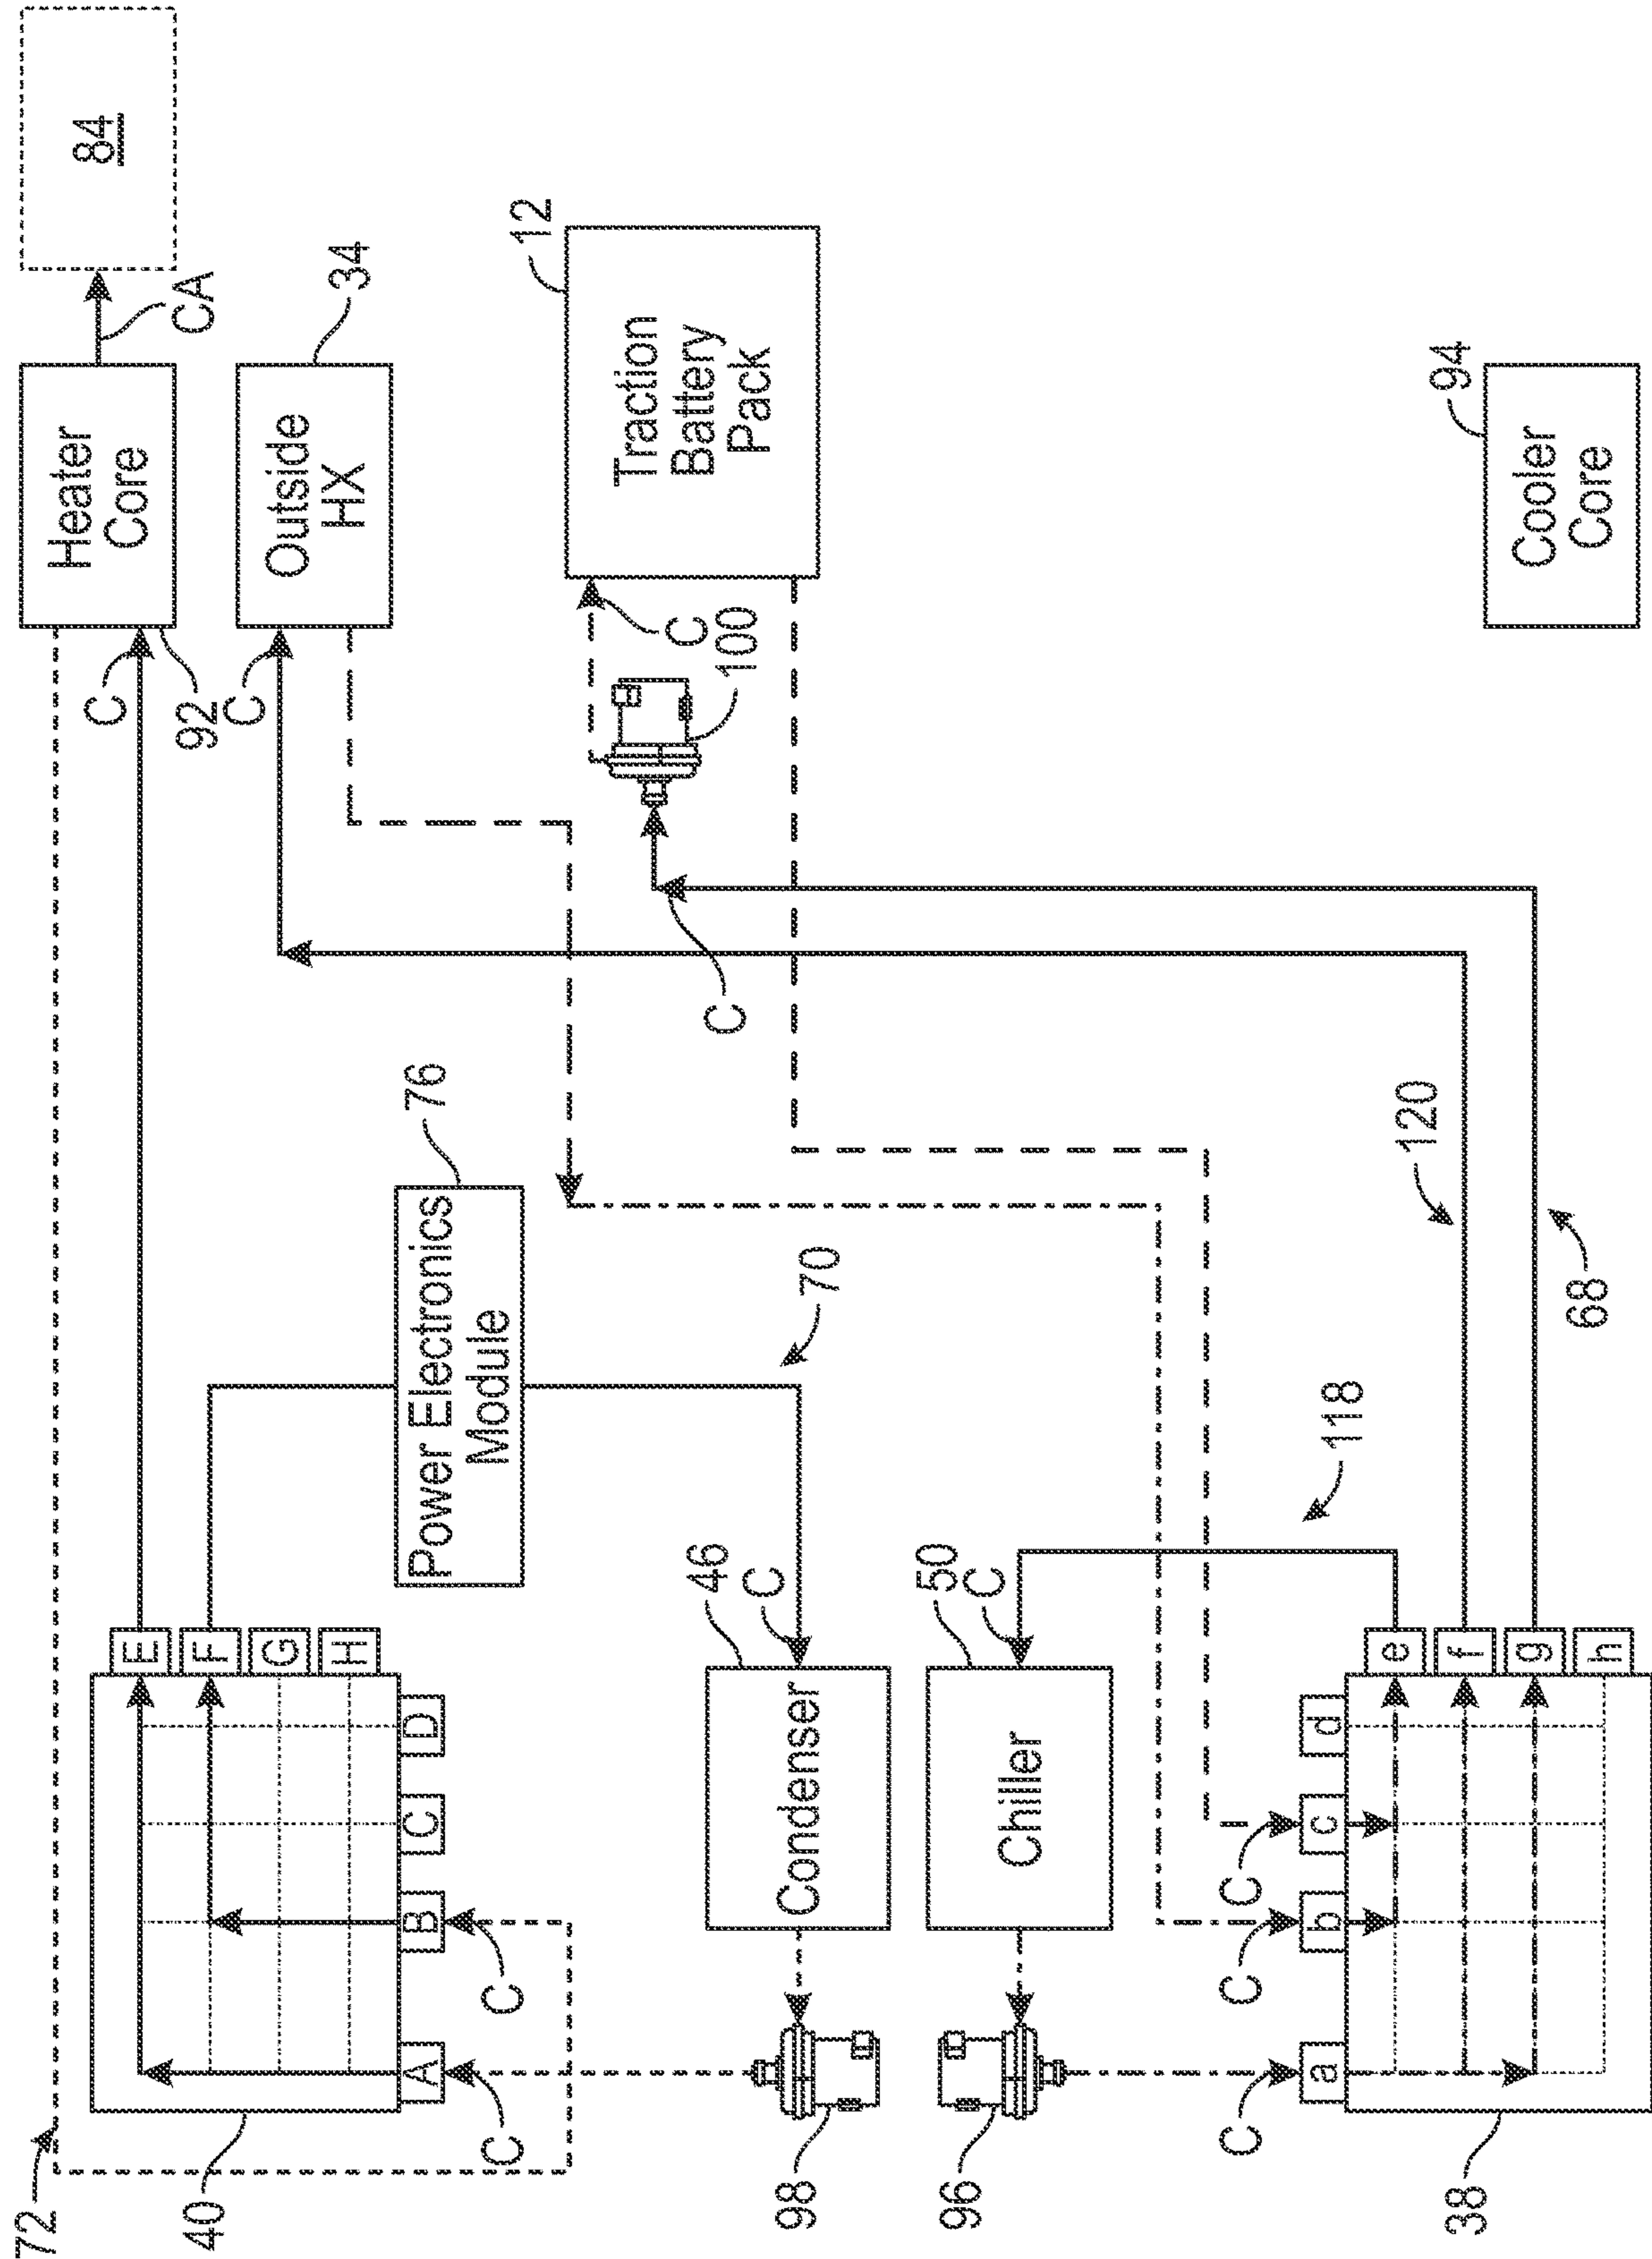 72
40
E
F
G
H
A
B
C
D
C
C
Heater
Core
92
C
CA
84
Outside
HX
34
C
Power Electronics
Module
76
70
Traction
Battery
Pack
12
C
100
C
Condenser
46
C
98
Chiller
50
C
96
118
120
68
38
a
b
c
d
e
f
g
h
C
C
C
Cooler
Core
94